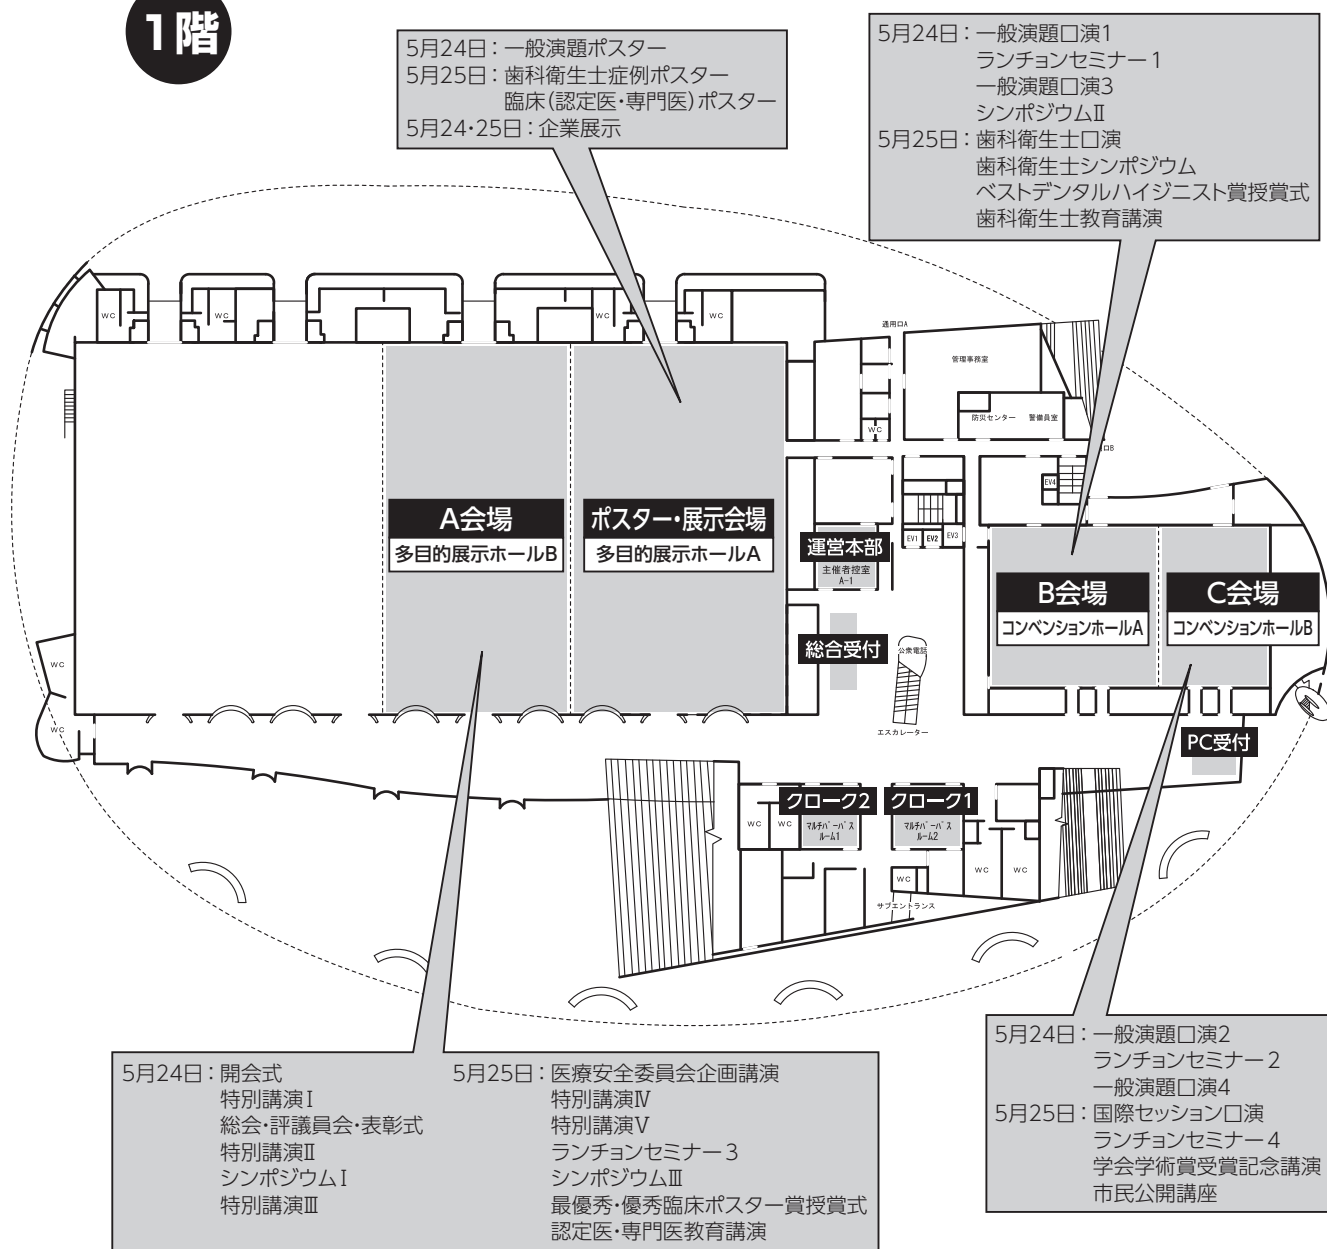 1階
5月24日：一般演題ポスター
5月25日：歯科衛生士症例ポスター
臨床(認定医・専門医)ポスター
5月24・25日：企業展示
5月24日：一般演題口演1
ランチョンセミナー1
一般演題口演3
シンポジウムⅡ
5月25日：歯科衛生士口演
歯科衛生士シンポジウム
ベストデンタルハイジニスト賞授賞式
歯科衛生士教育講演
WC
WC
WC
WC
通用口A
管理事務室
防災センター
警備員室
WC
口B
EV4
EV1
EV2
EV3
A会場
多目的展示ホールB
ポスター・展示会場
多目的展示ホールA
運営本部
主催者控室
A-1
B会場
コンベンションホールA
C会場
コンベンションホールB
総合受付
公衆電話
エスカレーター
WC
WC
PC受付
クローク2
マルチパーパス
ルーム1
クローク1
マルチパーパス
ルーム2
WC
WC
WC
WC
WC
サブエントランス
5月24日：開会式
特別講演Ⅰ
総会・評議員会・表彰式
特別講演Ⅱ
シンポジウムⅠ
特別講演Ⅲ
5月25日：医療安全委員会企画講演
特別講演Ⅳ
特別講演Ⅴ
ランチョンセミナー3
シンポジウムⅢ
最優秀・優秀臨床ポスター賞授賞式
認定医・専門医教育講演
5月24日：一般演題口演2
ランチョンセミナー2
一般演題口演4
5月25日：国際セッション口演
ランチョンセミナー4
学会学術賞受賞記念講演
市民公開講座